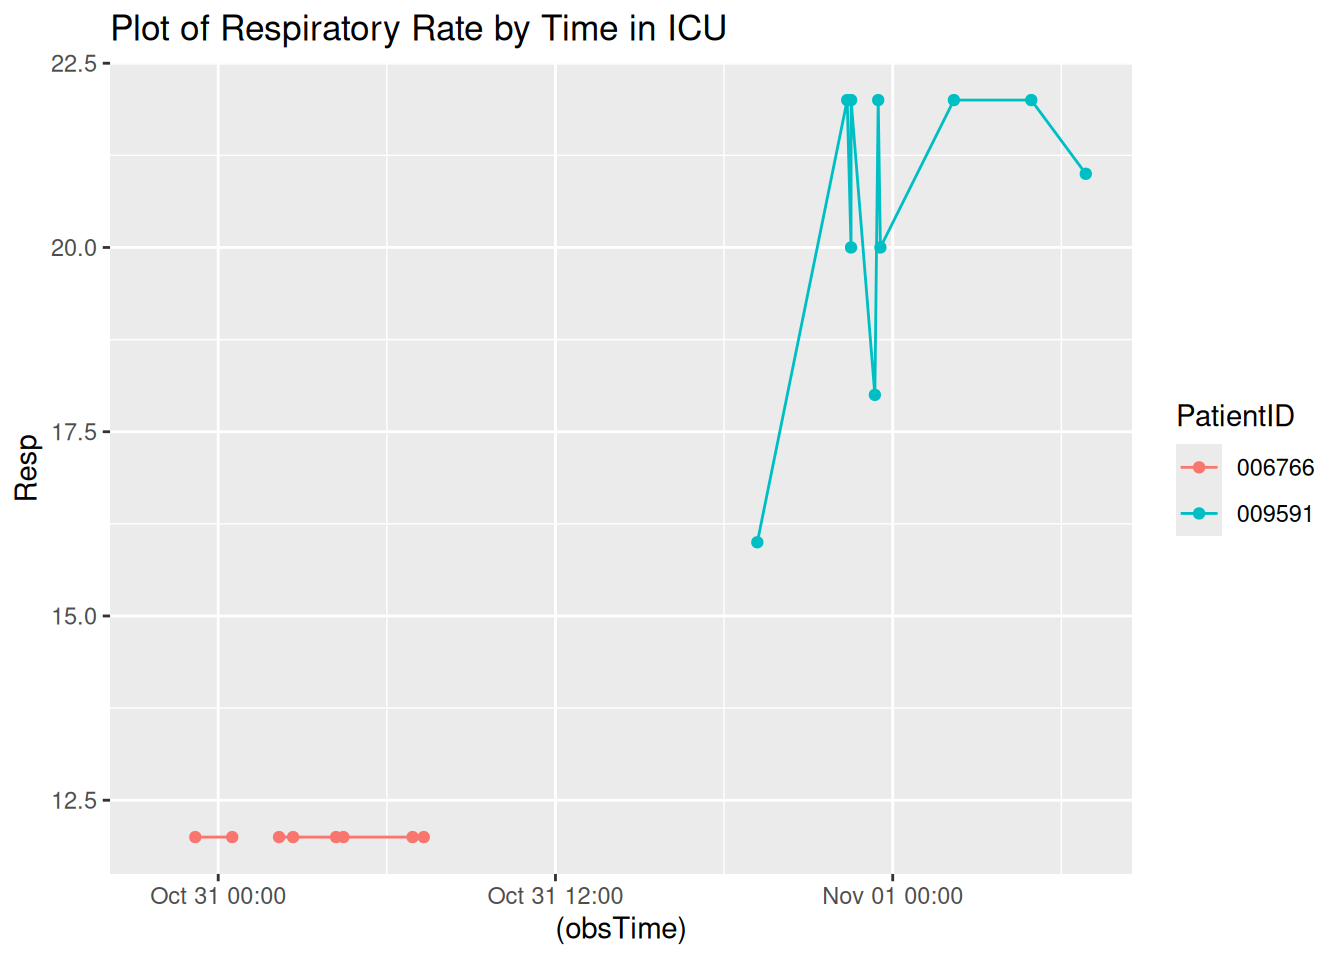 Plot of Respiratory Rate by Time in ICU
22.5
20.0
17.5
15.0
12.5
Resp
Oct 31 00:00
Oct 31 12:00
Nov 01 00:00
(obsTime)
PatientID
006766
009591